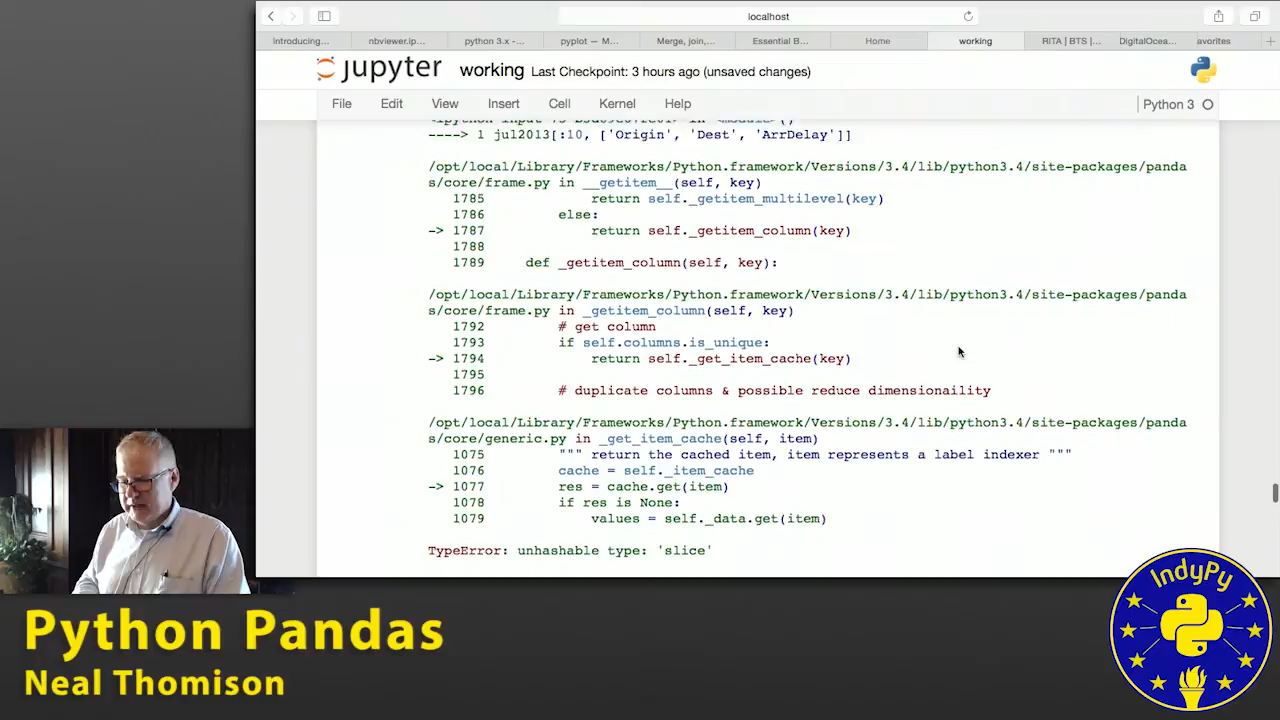 localhost
Introducing...
nbviewer.ip...
python 3.x -...
pyplot — M...
Merge, join,...
Essential B...
Home
working
RITA | BTS |...
DigitalOcea...
avorites
jupyter working Last Checkpoint: 3 hours ago (unsaved changes)
File Edit View Insert Cell Kernel Help Python 3
----> 1 jul2013[:10, ['Origin', 'Dest', 'ArrDelay']]
/opt/local/Library/Frameworks/Python.framework/Versions/3.4/lib/python3.4/site-packages/panda
s/core/frame.py in __getitem__(self, key)
1785 return self._getitem_multilevel(key)
1786 else:
-> 1787 return self._getitem_column(key)
1788
1789 def _getitem_column(self, key):
/opt/local/Library/Frameworks/Python.framework/Versions/3.4/lib/python3.4/site-packages/panda
s/core/frame.py in _getitem_column(self, key)
1792 # get column
1793 if self.columns.is_unique:
-> 1794 return self._get_item_cache(key)
1795
1796 # duplicate columns & possible reduce dimensionaility
/opt/local/Library/Frameworks/Python.framework/Versions/3.4/lib/python3.4/site-packages/panda
s/core/generic.py in _get_item_cache(self, item)
1075 """ return the cached item, item represents a label indexer """
1076 cache = self._item_cache
-> 1077 res = cache.get(item)
1078 if res is None:
1079 values = self._data.get(item)
TypeError: unhashable type: 'slice'
Python Pandas
Neal Thomison
IndyPy